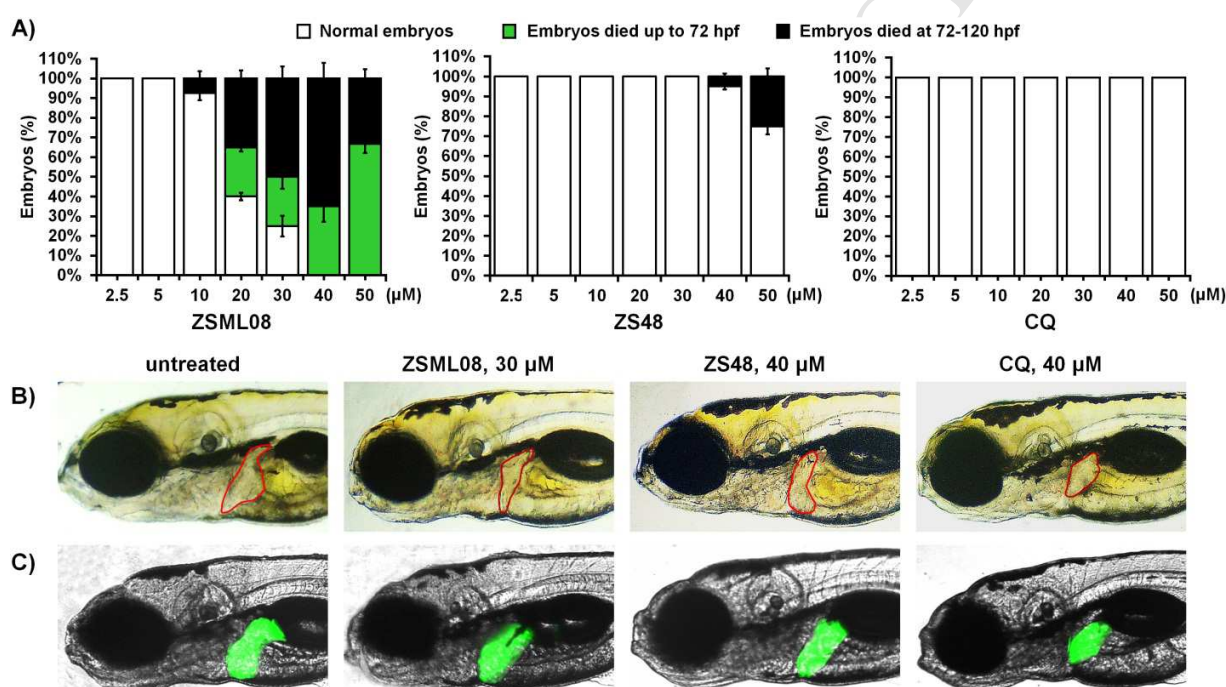 A)
Normal embryos
Embryos died up to 72 hpf
Embryos died at 72-120 hpf
Embryos (%)
110%
100%
90%
80%
70%
60%
50%
40%
30%
20%
10%
0%
2.5 5 10 20 30 40 50 (µM)
ZSML08
Embryos (%)
110%
100%
90%
80%
70%
60%
50%
40%
30%
20%
10%
0%
2.5 5 10 20 30 40 50 (µM)
ZS48
Embryos (%)
110%
100%
90%
80%
70%
60%
50%
40%
30%
20%
10%
0%
2.5 5 10 20 30 40 50 (µM)
CQ
untreated
ZSML08, 30 µM
ZS48, 40 µM
CQ, 40 µM
B)
C)